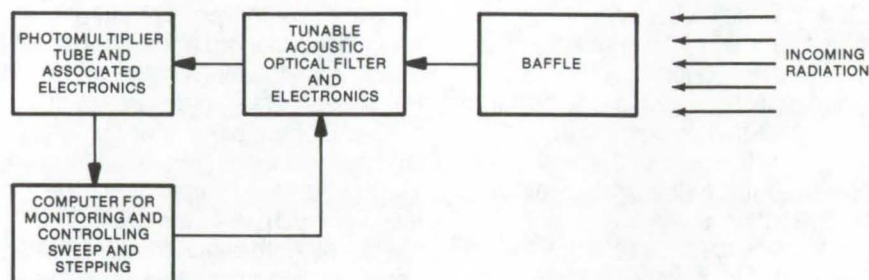 PHOTOMULTIPLIER
TUBE AND
ASSOCIATED
ELECTRONICS
TUNABLE
ACOUSTIC
OPTICAL FILTER
AND
ELECTRONICS
BAFFLE
INCOMING
RADIATION
COMPUTER FOR
MONITORING AND
CONTROLLING
SWEEP AND
STEPPING